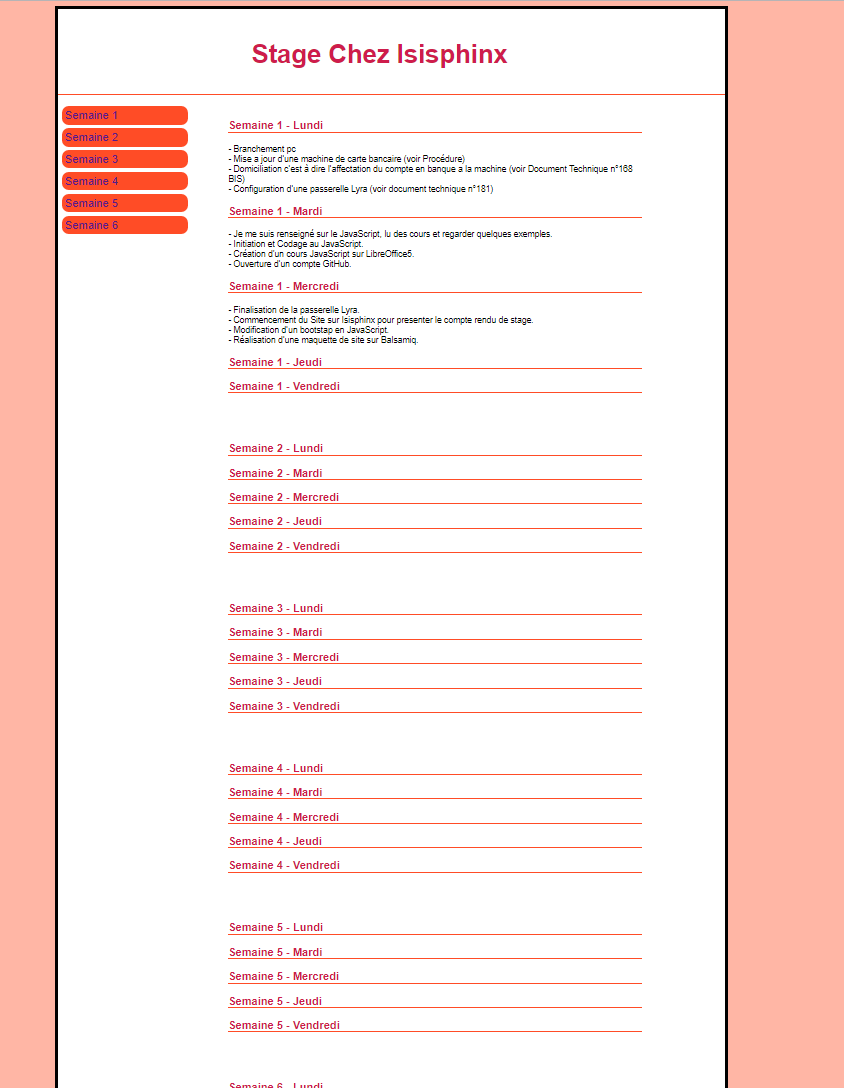 Stage Chez Isisphinx
Semaine 1
Semaine 2
Semaine 3
Semaine 4
Semaine 5
Semaine 6
Semaine 1 - Lundi
- Branchement pc
- Mise a jour d'une machine de carte bancaire (voir Procédure)
- Domiciliation c'est à dire l'affectation du compte en banque a la machine (voir Document Technique n°168
BIS)
- Configuration d'une passerelle Lyra (voir document technique n°181)
Semaine 1 - Mardi
- Je me suis renseigné sur le JavaScript, lu des cours et regarder quelques exemples.
- Initiation et Codage au JavaScript.
- Création d'un cours JavaScript sur LibreOffice5.
- Ouverture d'un compte GitHub.
Semaine 1 - Mercredi
- Finalisation de la passerelle Lyra.
- Commencement du Site sur Isisphinx pour presenter le compte rendu de stage.
- Modification d'un bootstap en JavaScript.
- Réalisation d'une maquette de site sur Balsamiq.
Semaine 1 - Jeudi
Semaine 1 - Vendredi
Semaine 2 - Lundi
Semaine 2 - Mardi
Semaine 2 - Mercredi
Semaine 2 - Jeudi
Semaine 2 - Vendredi
Semaine 3 - Lundi
Semaine 3 - Mardi
Semaine 3 - Mercredi
Semaine 3 - Jeudi
Semaine 3 - Vendredi
Semaine 4 - Lundi
Semaine 4 - Mardi
Semaine 4 - Mercredi
Semaine 4 - Jeudi
Semaine 4 - Vendredi
Semaine 5 - Lundi
Semaine 5 - Mardi
Semaine 5 - Mercredi
Semaine 5 - Jeudi
Semaine 5 - Vendredi
Semaine 6 - Lundi